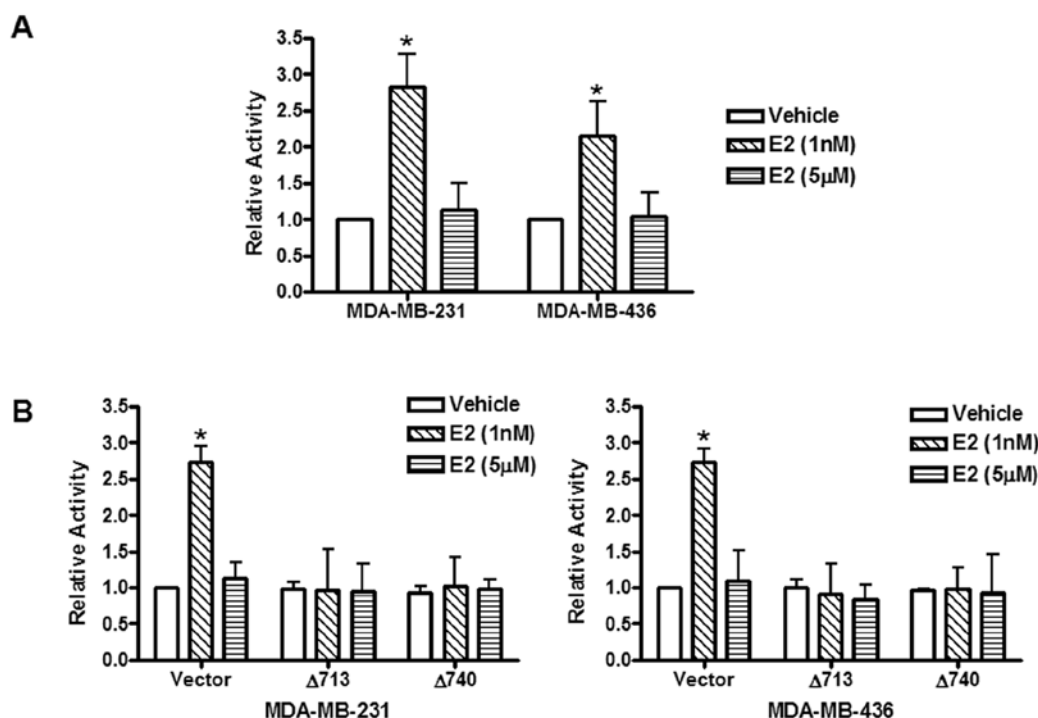 A
Relative Activity
3.5
3.0
2.5
2.0
1.5
1.0
0.5
0.0
*
*
MDA-MB-231 MDA-MB-436
Vehicle
E2 (1nM)
E2 (5μM)
B
Relative Activity
3.5
3.0
2.5
2.0
1.5
1.0
0.5
0.0
*
Vehicle
E2 (1nM)
E2 (5μM)
Vector Δ713 Δ740
MDA-MB-231
Relative Activity
3.5
3.0
2.5
2.0
1.5
1.0
0.5
0.0
*
Vehicle
E2 (1nM)
E2 (5μM)
Vector Δ713 Δ740
MDA-MB-436